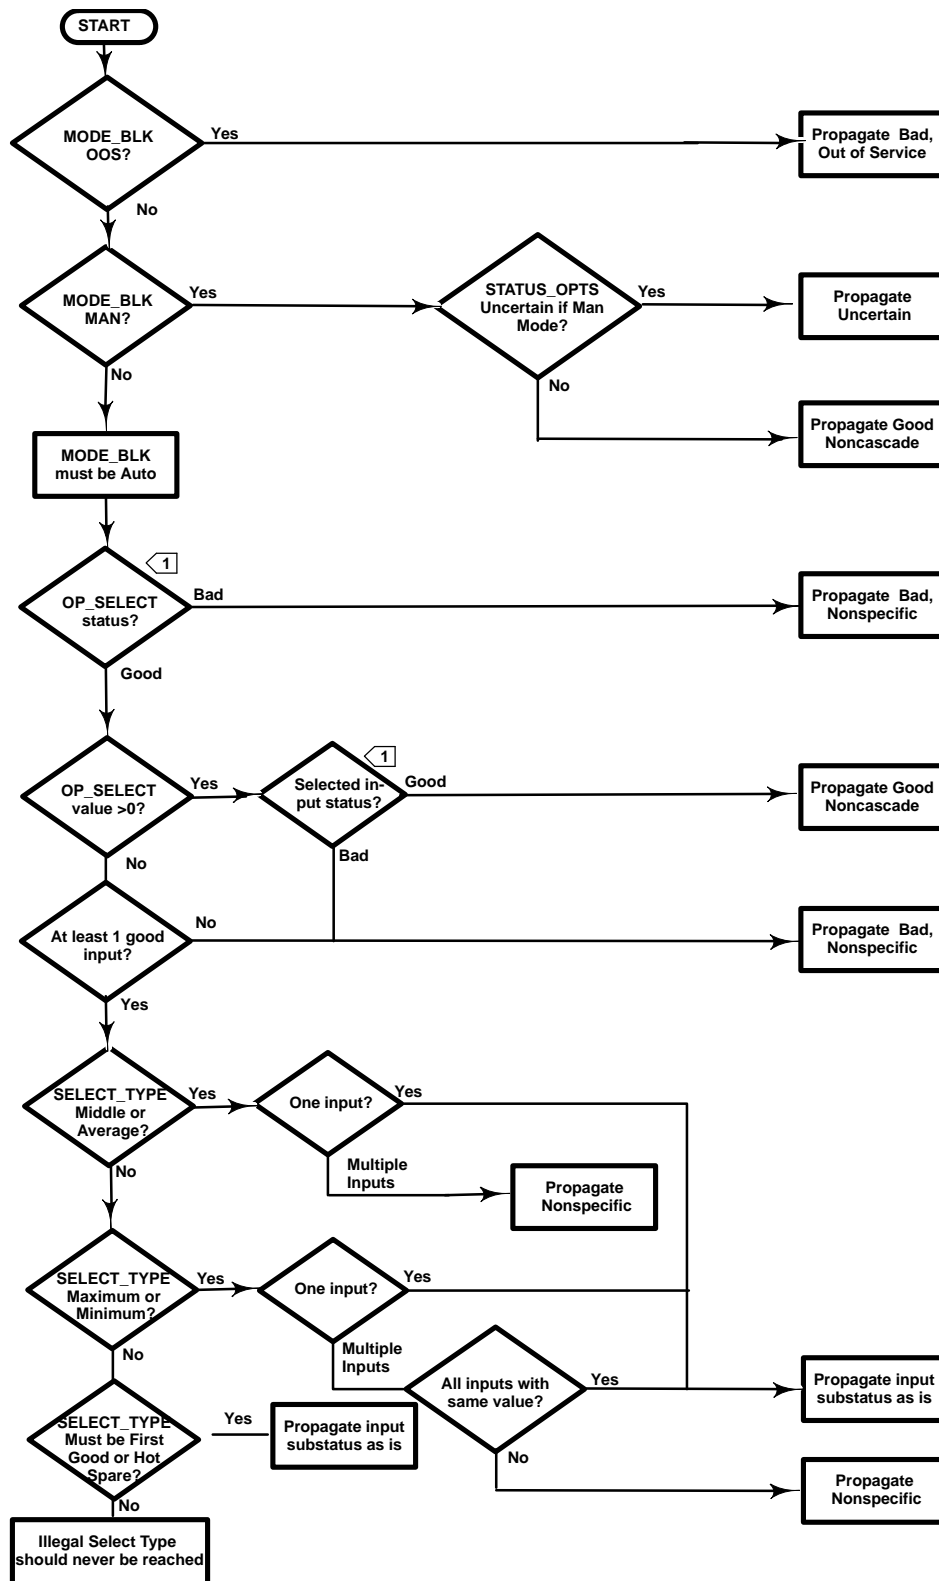 START
MODE_BLK
OOS?
Yes
Propagate Bad,
Out of Service
No
MODE_BLK
MAN?
Yes
STATUS_OPTS
Uncertain if Man
Mode?
Yes
Propagate
Uncertain
No
No
Propagate Good
Noncascade
MODE_BLK
must be Auto
1
OP_SELECT
status?
Bad
Propagate Bad,
Nonspecific
Good
1
OP_SELECT
value >0?
Yes
Selected in-
put status?
Good
Propagate Good
Noncascade
Bad
No
At least 1 good
input?
No
Propagate Bad,
Nonspecific
Yes
SELECT_TYPE
Middle or
Average?
Yes
One input?
Yes
Multiple
Inputs
No
Propagate
Nonspecific
SELECT_TYPE
Maximum or
Minimum?
Yes
One input?
Yes
Multiple
Inputs
No
All inputs with
same value?
Yes
Propagate input
substatus as is
SELECT_TYPE
Must be First
Good or Hot
Spare?
Yes
Propagate input
substatus as is
No
Propagate
Nonspecific
No
Illegal Select Type
should never be reached